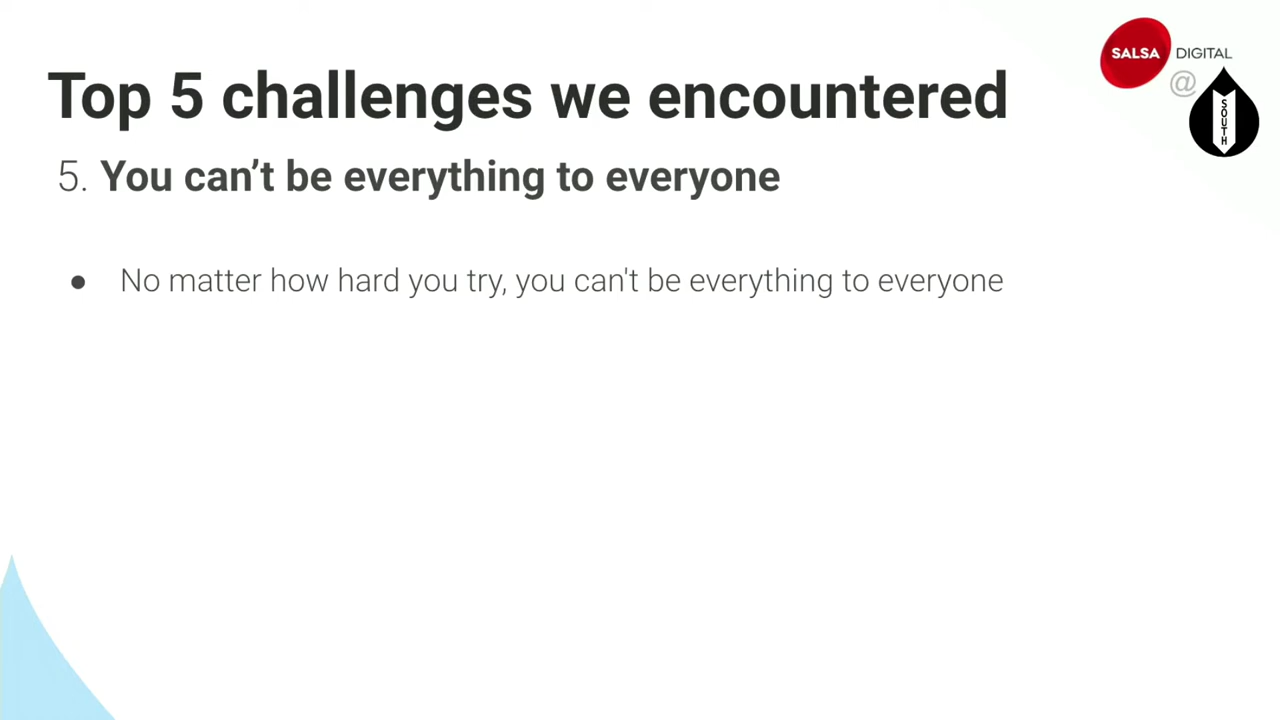 Top 5 challenges we encountered
5. You can’t be everything to everyone
● No matter how hard you try, you can't be everything to everyone
SALSA DIGITAL
@
SOUTH